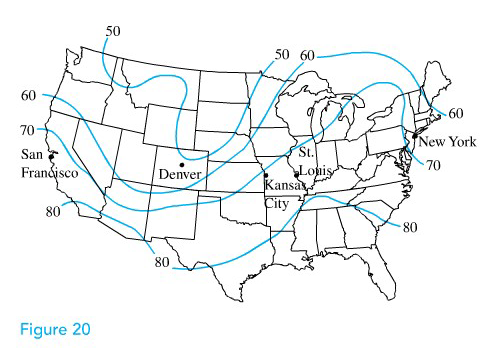 50
50 60
60
60
70
New York
San
Francisco
Denver
St.
Louis
70
Kansas
City
80
80
80
Figure 20